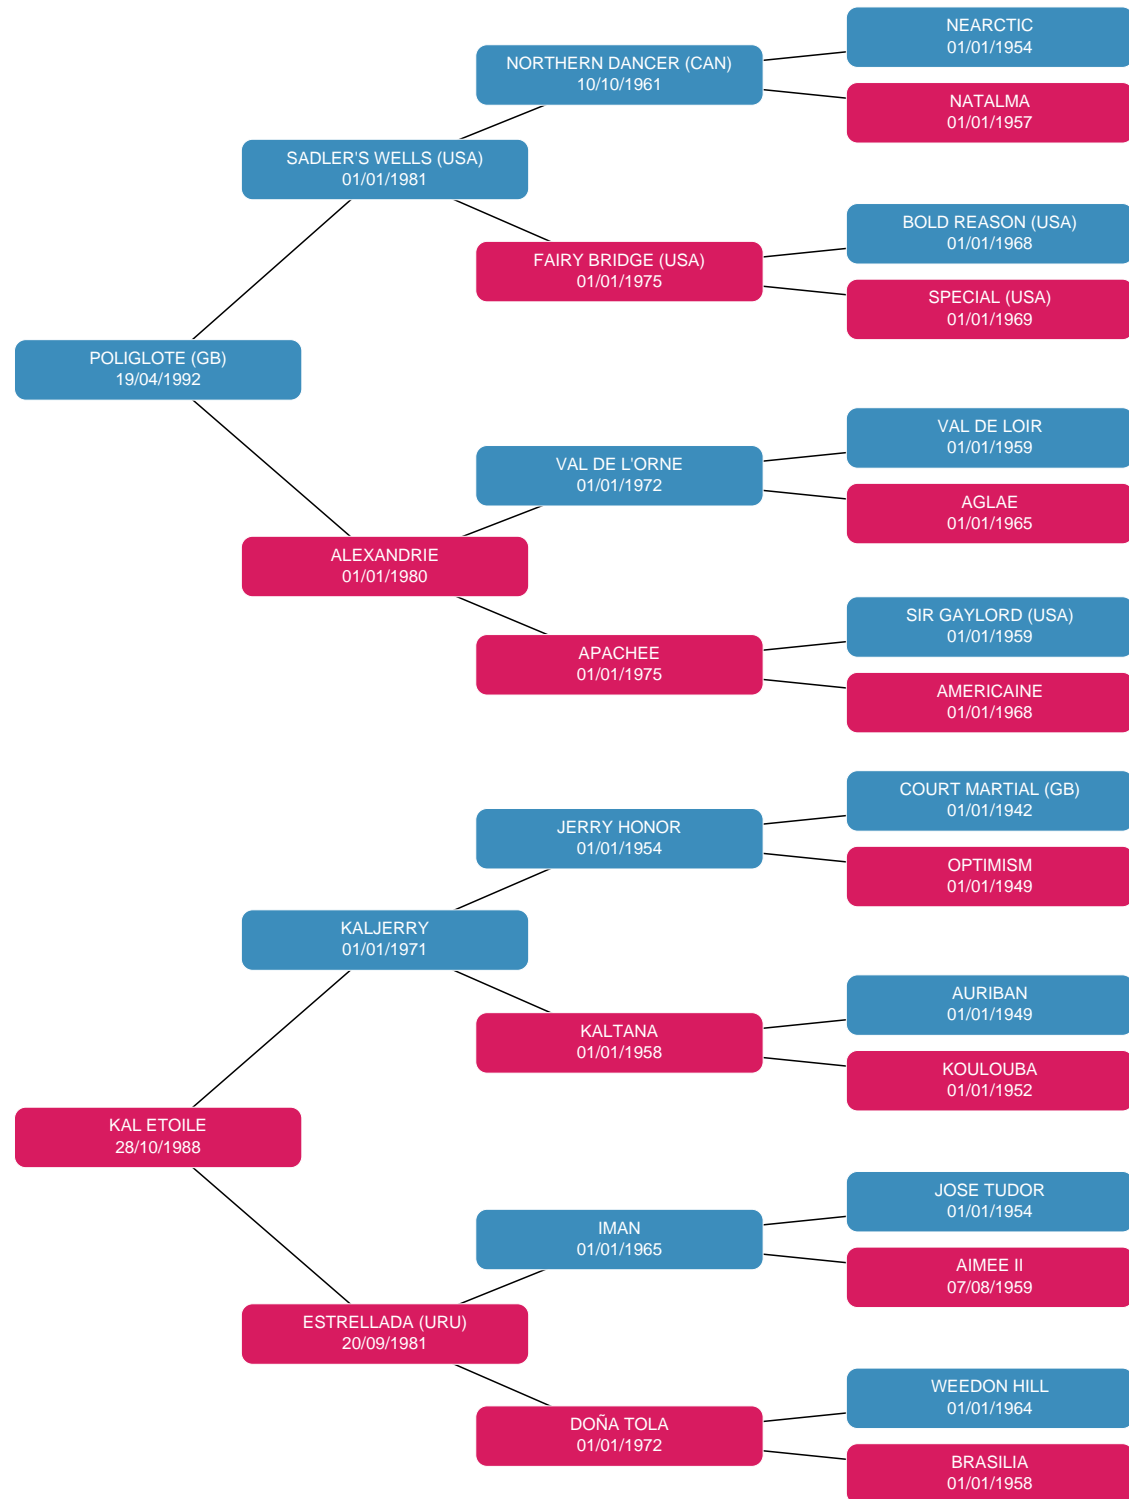 NEARCTIC
01/01/1954
NORTHERN DANCER (CAN)
10/10/1961
NATALMA
01/01/1957
SADLER'S WELLS (USA)
01/01/1981
BOLD REASON (USA)
01/01/1968
FAIRY BRIDGE (USA)
01/01/1975
SPECIAL (USA)
01/01/1969
POLIGLOTE (GB)
19/04/1992
VAL DE LOIR
01/01/1959
VAL DE L'ORNE
01/01/1972
AGLAE
01/01/1965
ALEXANDRIE
01/01/1980
SIR GAYLORD (USA)
01/01/1959
APACHEE
01/01/1975
AMERICAINE
01/01/1968
COURT MARTIAL (GB)
01/01/1942
JERRY HONOR
01/01/1954
OPTIMISM
01/01/1949
KALJERRY
01/01/1971
AURIBAN
01/01/1949
KALTANA
01/01/1958
KOULOUBA
01/01/1952
KAL ETOILE
28/10/1988
JOSE TUDOR
01/01/1954
IMAN
01/01/1965
AIMEE II
07/08/1959
ESTRELLADA (URU)
20/09/1981
WEEDON HILL
01/01/1964
DOÑA TOLA
01/01/1972
BRASILIA
01/01/1958